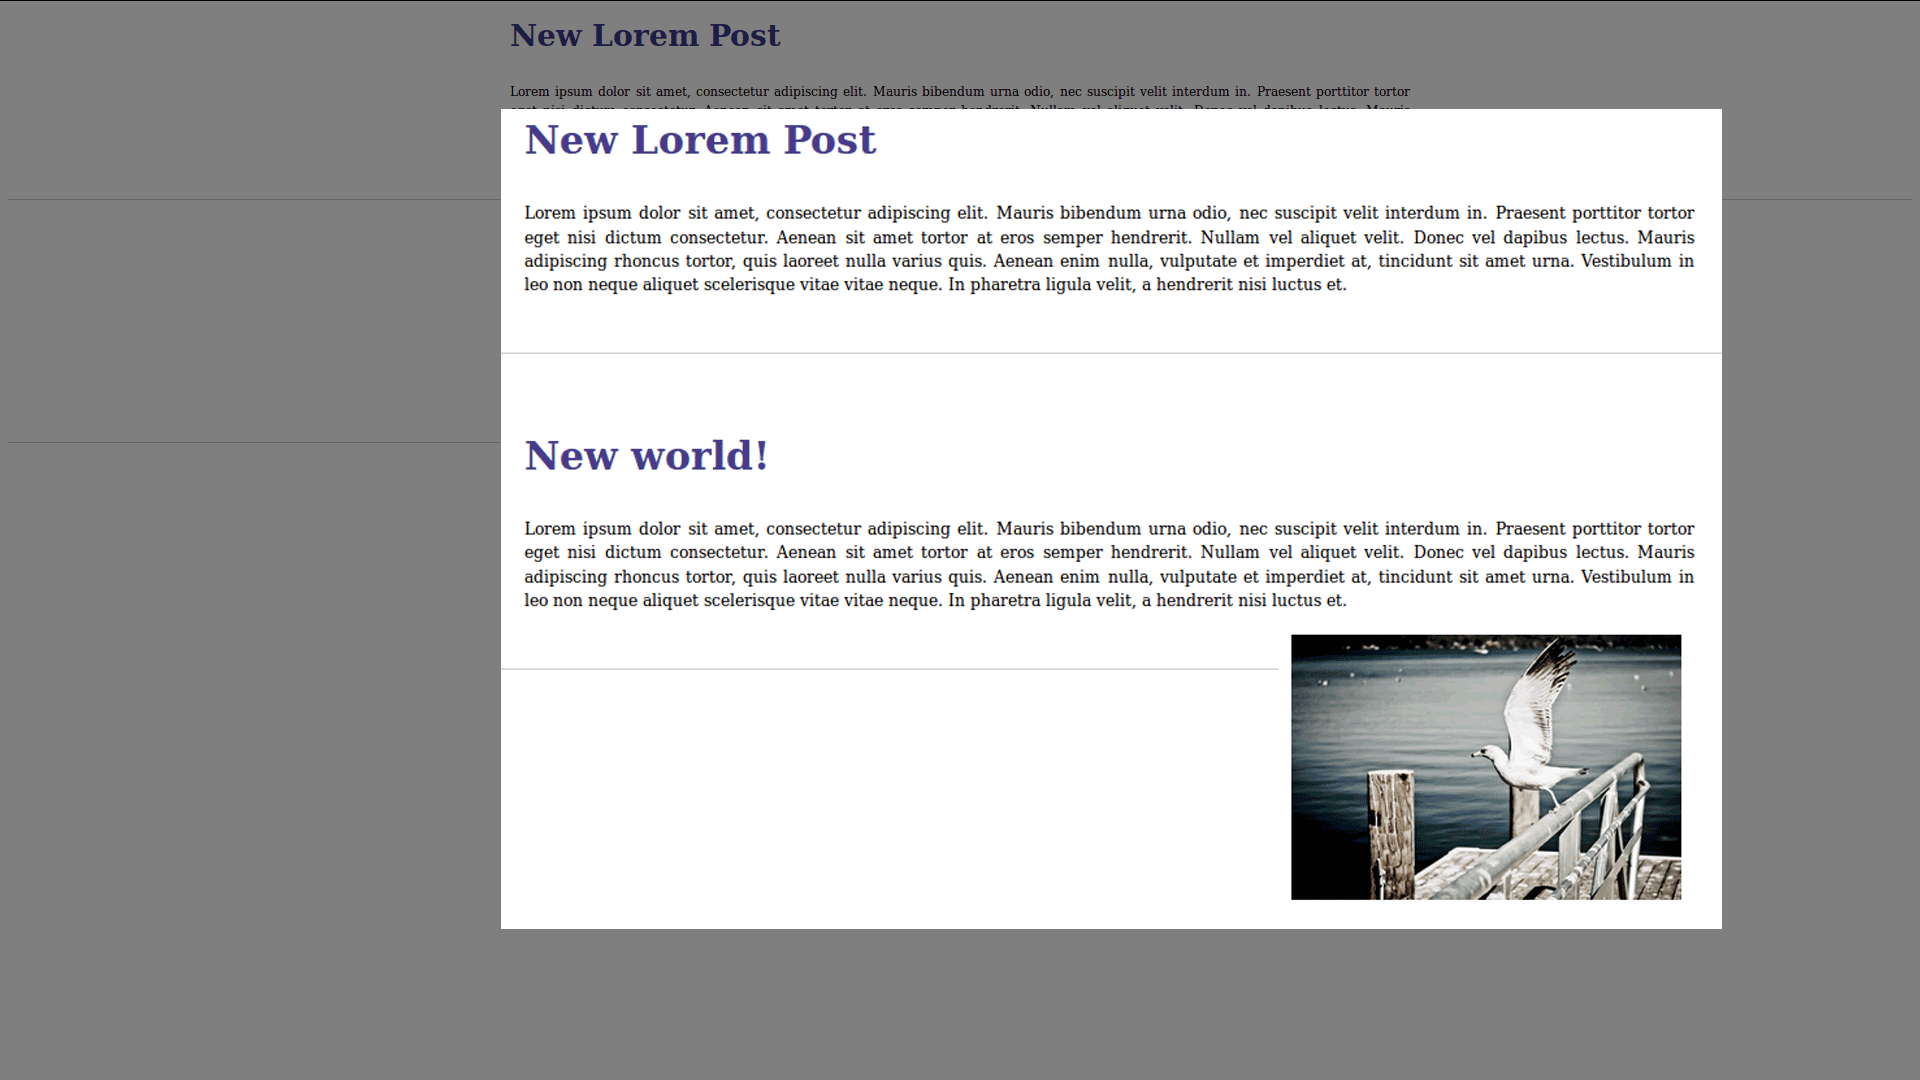 New Lorem Post
Lorem ipsum dolor sit amet, consectetur adipiscing elit. Mauris bibendum urna odio, nec suscipit velit interdum in. Praesent porttitor tortor
New Lorem Post
Lorem ipsum dolor sit amet, consectetur adipiscing elit. Mauris bibendum urna odio, nec suscipit velit interdum in. Praesent porttitor tortor
eget nisi dictum consectetur. Aenean sit amet tortor at eros semper hendrerit. Nullam vel aliquet velit. Donec vel dapibus lectus. Mauris
adipiscing rhoncus tortor, quis laoreet nulla varius quis. Aenean enim nulla, vulputate et imperdiet at, tincidunt sit amet urna. Vestibulum in
leo non neque aliquet scelerisque vitae vitae neque. In pharetra ligula velit, a hendrerit nisi luctus et.
New world!
Lorem ipsum dolor sit amet, consectetur adipiscing elit. Mauris bibendum urna odio, nec suscipit velit interdum in. Praesent porttitor tortor
eget nisi dictum consectetur. Aenean sit amet tortor at eros semper hendrerit. Nullam vel aliquet velit. Donec vel dapibus lectus. Mauris
adipiscing rhoncus tortor, quis laoreet nulla varius quis. Aenean enim nulla, vulputate et imperdiet at, tincidunt sit amet urna. Vestibulum in
leo non neque aliquet scelerisque vitae vitae neque. In pharetra ligula velit, a hendrerit nisi luctus et.